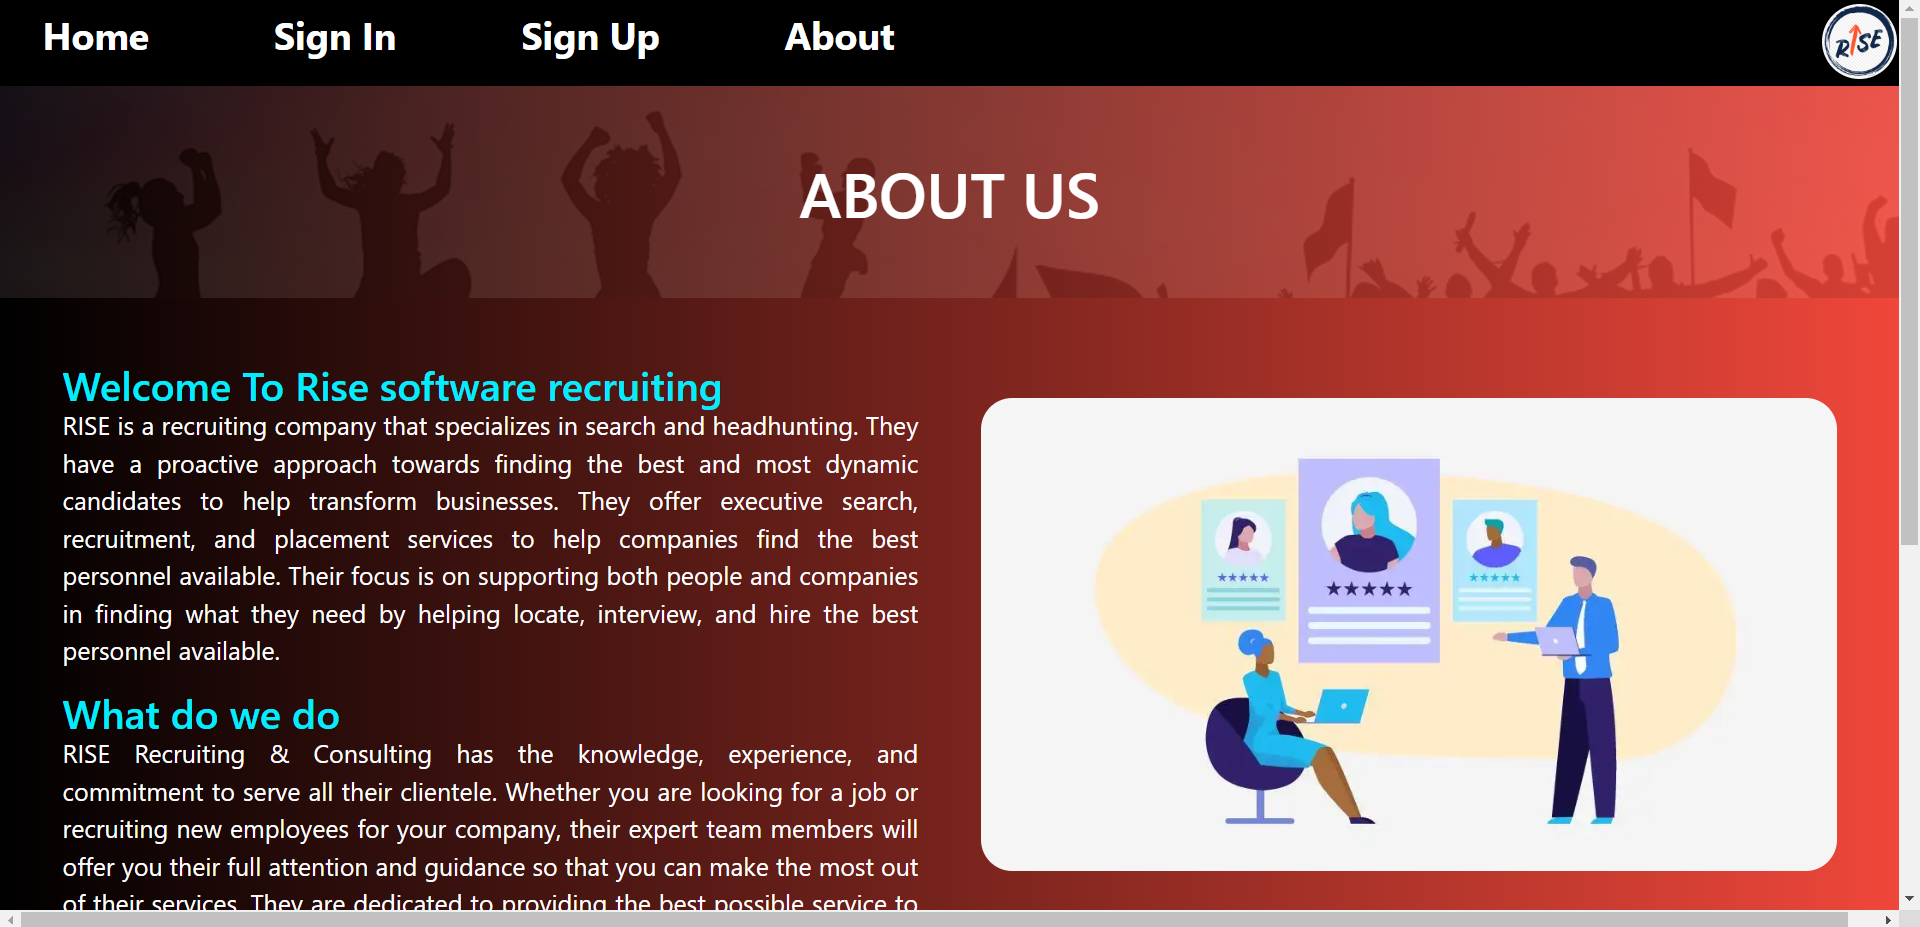 Home Sign In Sign Up About
RISE
ABOUT US
Welcome To Rise software recruiting
RISE is a recruiting company that specializes in search and headhunting. They
have a proactive approach towards finding the best and most dynamic
candidates to help transform businesses. They offer executive search,
recruitment, and placement services to help companies find the best
personnel available. Their focus is on supporting both people and companies
in finding what they need by helping locate, interview, and hire the best
personnel available.
What do we do
RISE Recruiting & Consulting has the knowledge, experience, and
commitment to serve all their clientele. Whether you are looking for a job or
recruiting new employees for your company, their expert team members will
offer you their full attention and guidance so that you can make the most out
of their services. They are dedicated to providing the best possible service to